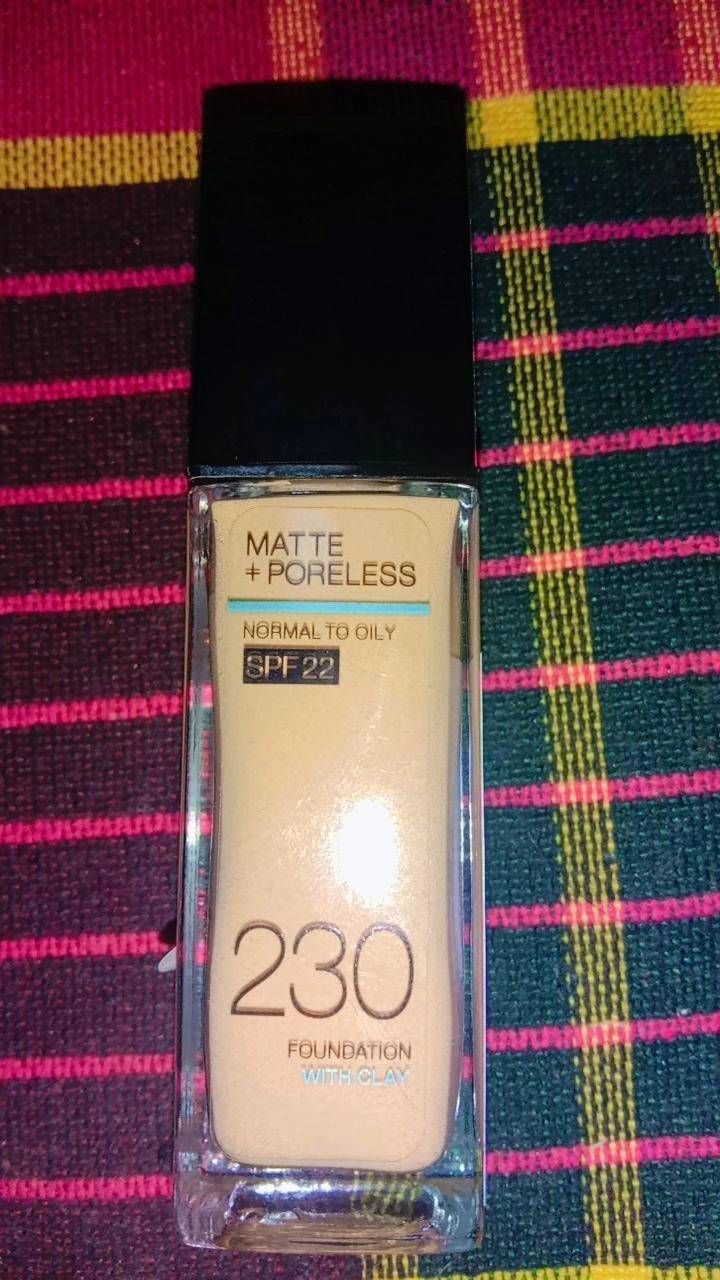 MATTE
+ PORELESS
NORMAL TO OILY
SPF 22
230
FOUNDATION
WITH CLAY